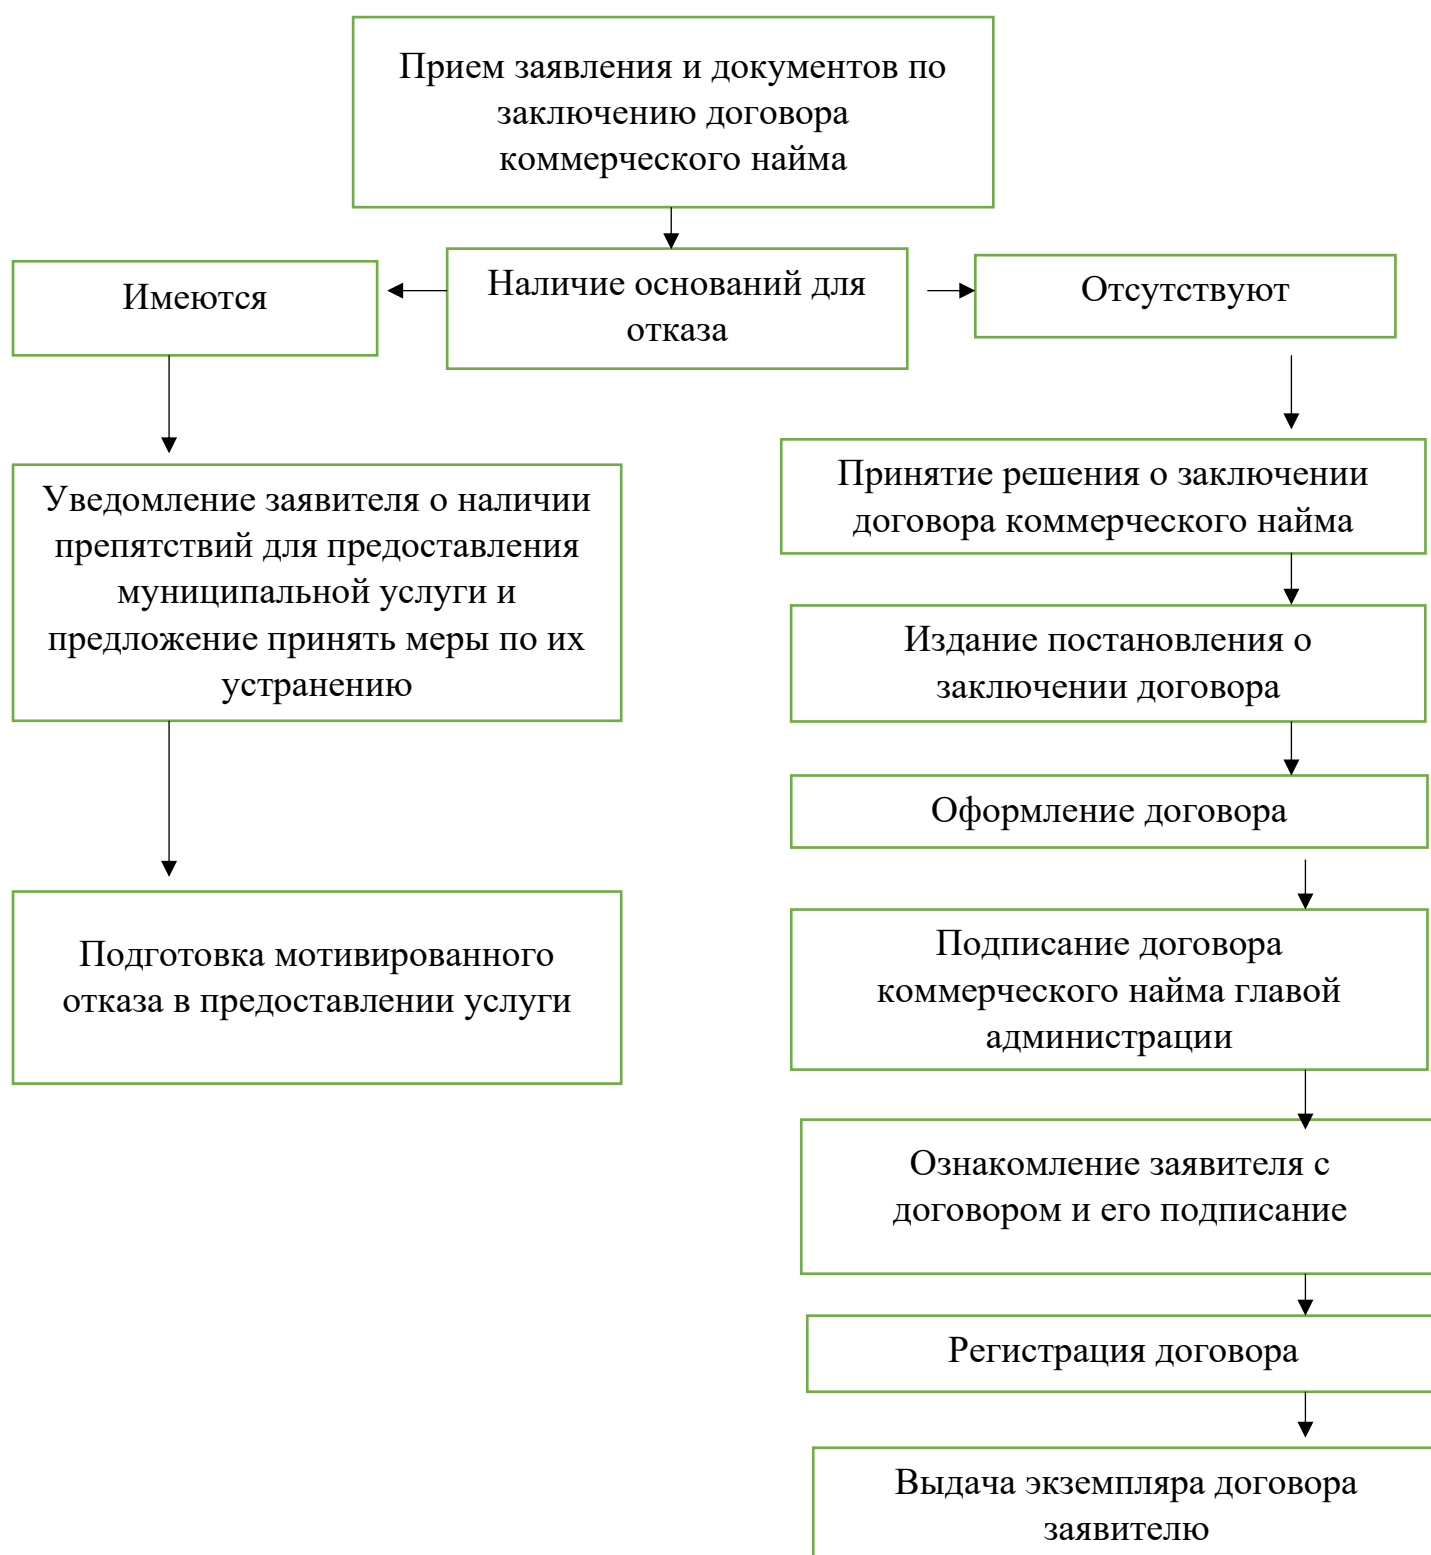 Прием заявления и документов по
заключению договора
коммерческого найма
Имеются
Наличие оснований для
отказа
Отсутствуют
Уведомление заявителя о наличии
препятствий для предоставления
муниципальной услуги и
предложение принять меры по их
устранению
Подготовка мотивированного
отказа в предоставлении услуги
Принятие решения о заключении
договора коммерческого найма
Издание постановления о
заключении договора
Оформление договора
Подписание договора
коммерческого найма главой
администрации
Ознакомление заявителя с
договором и его подписание
Регистрация договора
Выдача экземпляра договора
заявителю